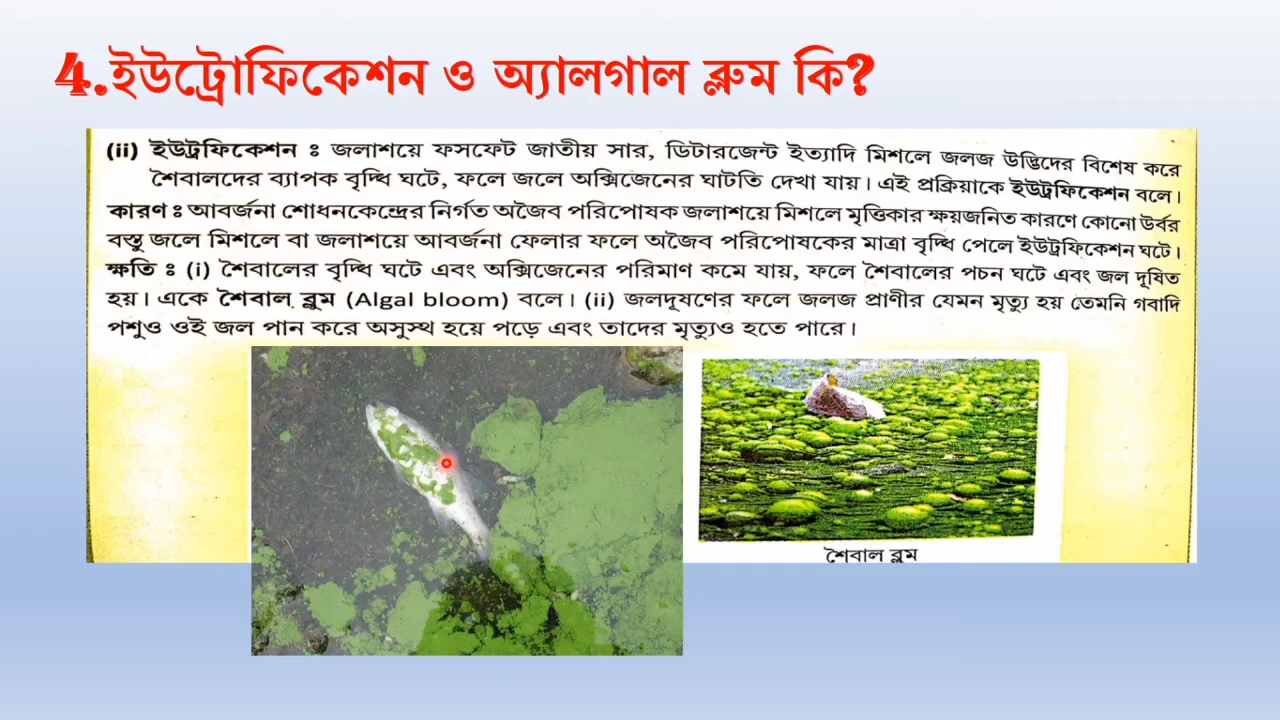 4.ইউট্রোফিকেশন ও অ্যালগাল ব্লুম কি?
(ii) ইউট্রফিকেশন ঃ জলাশয়ে ফসফেট জাতীয় সার, ডিটারজেন্ট ইত্যাদি মিশলে জলজ উদ্ভিদের বিশেষ করে
শৈবালদের ব্যাপক বৃদ্ধি ঘটে, ফলে জলে অক্সিজেনের ঘাটতি দেখা যায়। এই প্রক্রিয়াকে ইউট্রফিকেশন বলে।
কারণ ঃ আবর্জনা শোধনকেন্দ্রের নির্গত অজৈব পরিপোষক জলাশয়ে মিশলে মৃত্তিকার ক্ষয়জনিত কারণে কোনো উর্বর
বস্তু জলে মিশলে বা জলাশয়ে আবর্জনা ফেলার ফলে অজৈব পরিপোষকের মাত্রা বৃদ্ধি পেলে ইউট্রফিকেশন ঘটে।
ক্ষতি ঃ (i) শৈবালের বৃদ্ধি ঘটে এবং অক্সিজেনের পরিমাণ কমে যায়, ফলে শৈবালের পচন ঘটে এবং জল দূষিত
হয়। একে শৈবাল ব্লুম (Algal bloom) বলে। (ii) জলদূষণের ফলে জলজ প্রাণীর যেমন মৃত্যু হয় তেমনি গবাদি
পশুও ওই জল পান করে অসুস্থ হয়ে পড়ে এবং তাদের মৃত্যুও হতে পারে।
শৈবাল ব্লুম